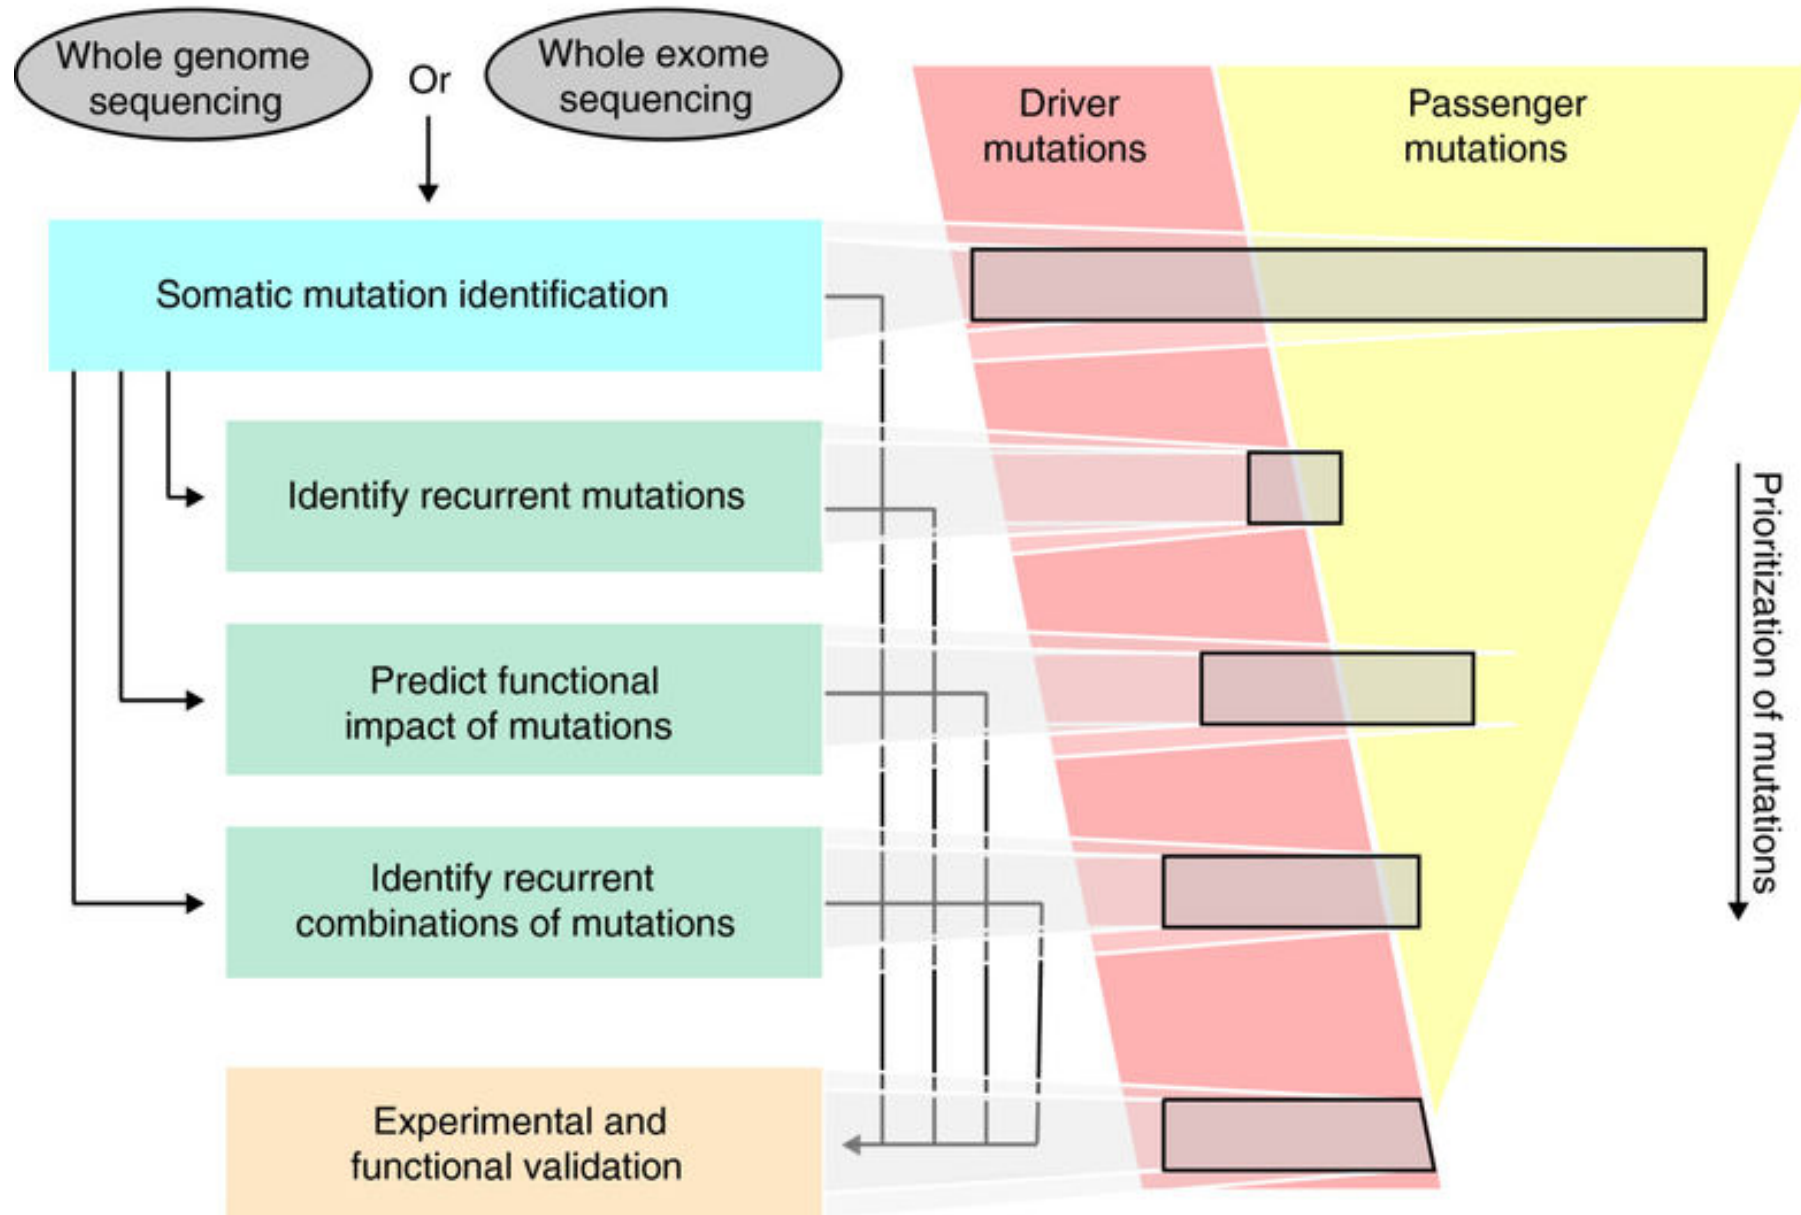 Whole genome
sequencing
Or
Whole exome
sequencing
Driver
mutations
Passenger
mutations
Somatic mutation identification
Identify recurrent mutations
Predict functional
impact of mutations
Identify recurrent
combinations of mutations
Experimental and
functional validation
Prioritization of mutations